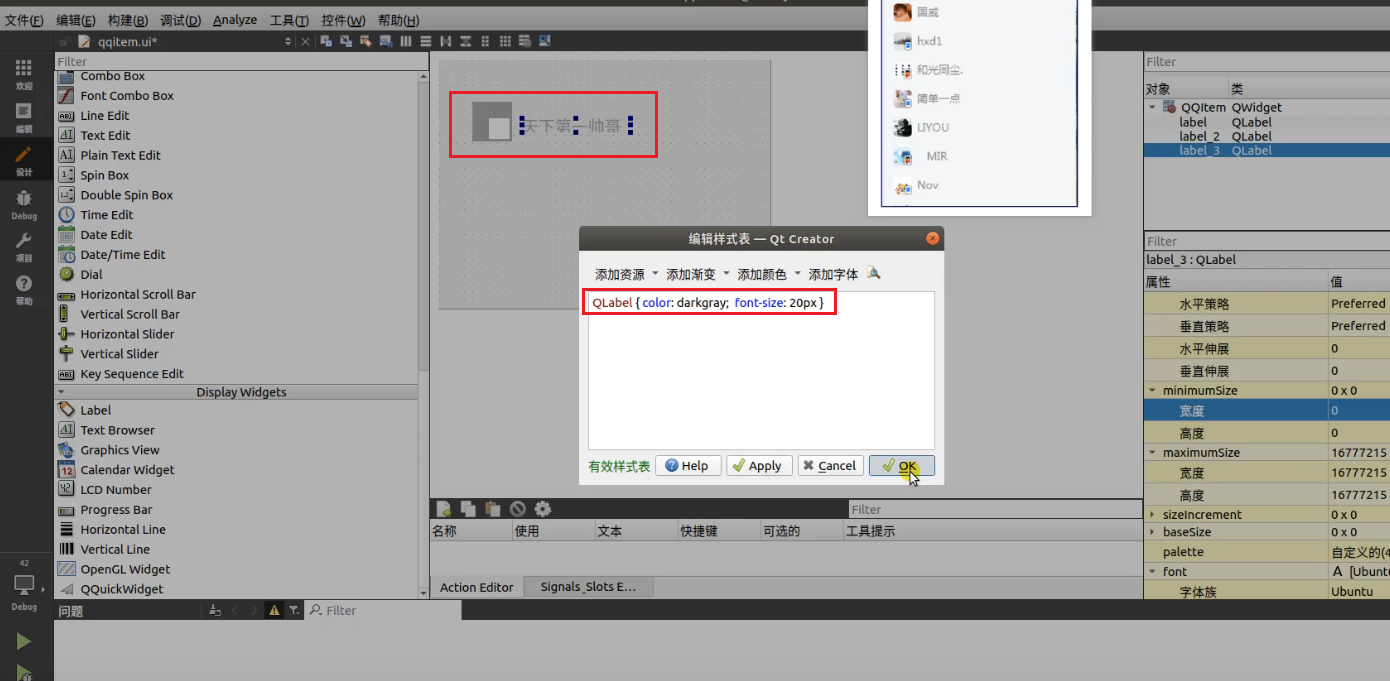 文件(F) 编辑(E) 构建(B) 调试(D) Analyze 工具(T) 控件(W) 帮助(H)
qqitem.ui*
欢迎
编辑
设计
Debug
项目
帮助
42
Debug
Filter
Combo Box
Font Combo Box
Line Edit
Text Edit
Plain Text Edit
Spin Box
Double Spin Box
Time Edit
Date Edit
Date/Time Edit
Dial
Horizontal Scroll Bar
Vertical Scroll Bar
Horizontal Slider
Vertical Slider
Key Sequence Edit
Display Widgets
Label
Text Browser
Graphics View
Calendar Widget
LCD Number
Progress Bar
Horizontal Line
Vertical Line
OpenGL Widget
QQuickWidget
天下第一帅哥
国威
hxd1
和光同尘.
简单一点
LIYOU
MIR
Nov
编辑样式表 — Qt Creator
添加资源 添加渐变 添加颜色 添加字体
QLabel { color: darkgray; font-size: 20px }
有效样式表 Help Apply Cancel OK
Filter
名称 使用 文本 快捷键 可选的 工具提示
Action Editor Signals_Slots E...
问题 Filter
Filter
对象 类
QQItem QWidget
label QLabel
label_2 QLabel
label_3 QLabel
Filter
label_3 : QLabel
属性 值
水平策略 Preferred
垂直策略 Preferred
水平伸展 0
垂直伸展 0
minimumSize 0 x 0
宽度 0
高度 0
maximumSize 16777215
宽度 16777215
高度 16777215
sizeIncrement 0 x 0
baseSize 0 x 0
palette 自定义的(4
font A [Ubuntu
字体族 Ubuntu